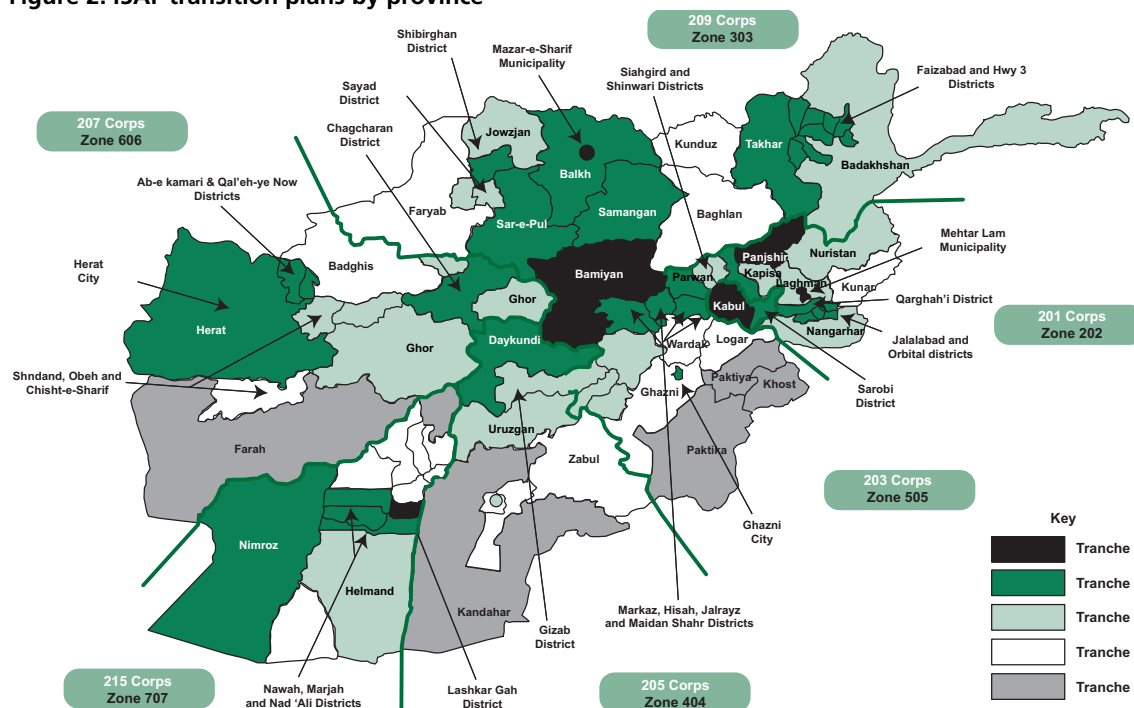 Figure 2: ISAF transition plans by province
209 Corps
Zone 303
Shibirghan
District
Mazar-e-Sharif
Municipality
Siahgird and
Shinwari Districts
Faizabad and Hwy 3
Districts
Sayad
District
207 Corps
Zone 606
Chagcharan
District
Jowzjan
Kunduz
Takhar
Badakhshan
Balkh
Ab-e kamari & Qal'eh-ye Now
Districts
Faryab
Sar-e-Pul
Samangan
Baghlan
Mehtar Lam
Municipality
Herat
City
Badghis
Bamiyan
Panjshir
Nuristan
Parwan
Kapisa
Laghman
Kunar
Qarghah'i District
Herat
Ghor
Ghor
Kabul
201 Corps
Zone 202
Daykundi
Wardak
Logar
Nangarhar
Jalalabad and
Orbital districts
Shndand, Obeh and
Chisht-e-Sharif
Ghazni
Paktiya
Khost
Sarobi
District
Farah
Uruzgan
Zabul
Paktika
203 Corps
Zone 505
Nimroz
Ghazni
City
Key
Tranche
Tranche
Tranche
Tranche
Tranche
Helmand
Kandahar
Gizab
District
Markaz, Hisah, Jalrayz
and Maidan Shahr Districts
215 Corps
Zone 707
Nawah, Marjah
and Nad 'Ali Districts
Lashkar Gah
District
205 Corps
Zone 404